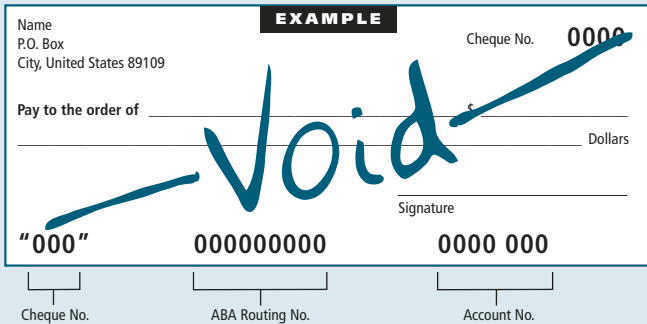 EXAMPLE
Name
P.O. Box
City, United States 89109
Cheque No. 0000
Pay to the order of $
Dollars
Void
Signature
"000" 000000000 0000 000
Cheque No. ABA Routing No. Account No.